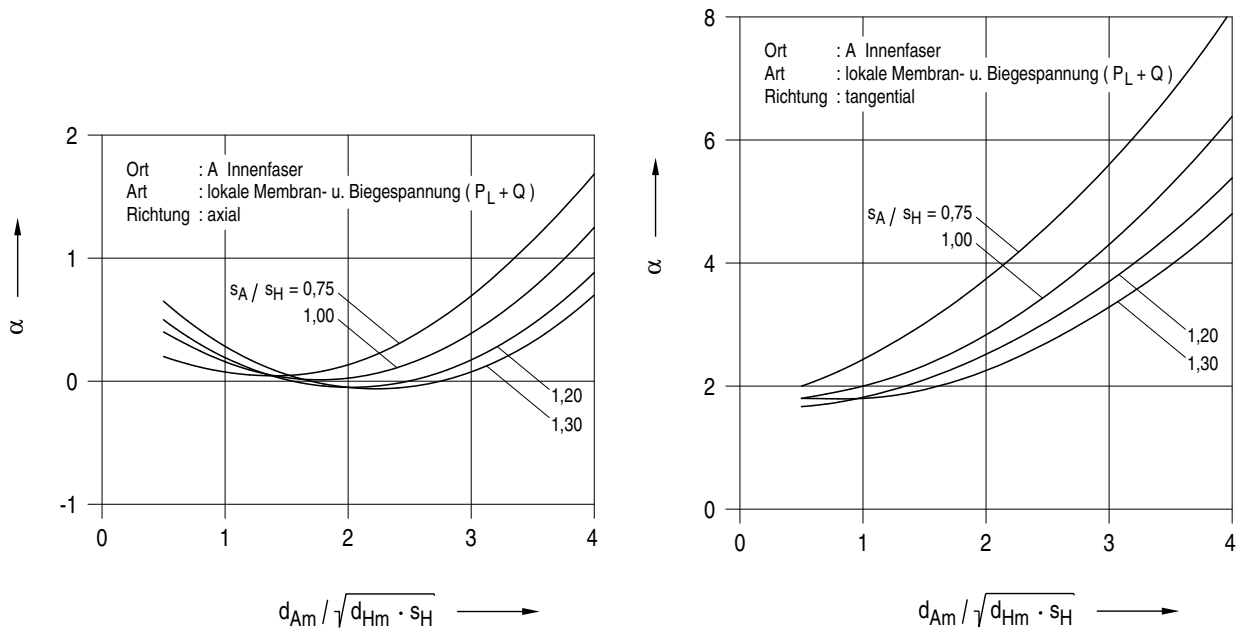 Ort : A Innenfaser
Art : lokale Membran- u. Biegespannung ( P_L + Q )
Richtung : axial
s_A / s_H = 0,75
1,00
1,20
1,30
2
1
0
-1
α
0 1 2 3 4
d_Am / √(d_Hm · s_H)
Ort : A Innenfaser
Art : lokale Membran- u. Biegespannung ( P_L + Q )
Richtung : tangential
s_A / s_H = 0,75
1,00
1,20
1,30
8
6
4
2
0
α
0 1 2 3 4
d_Am / √(d_Hm · s_H)